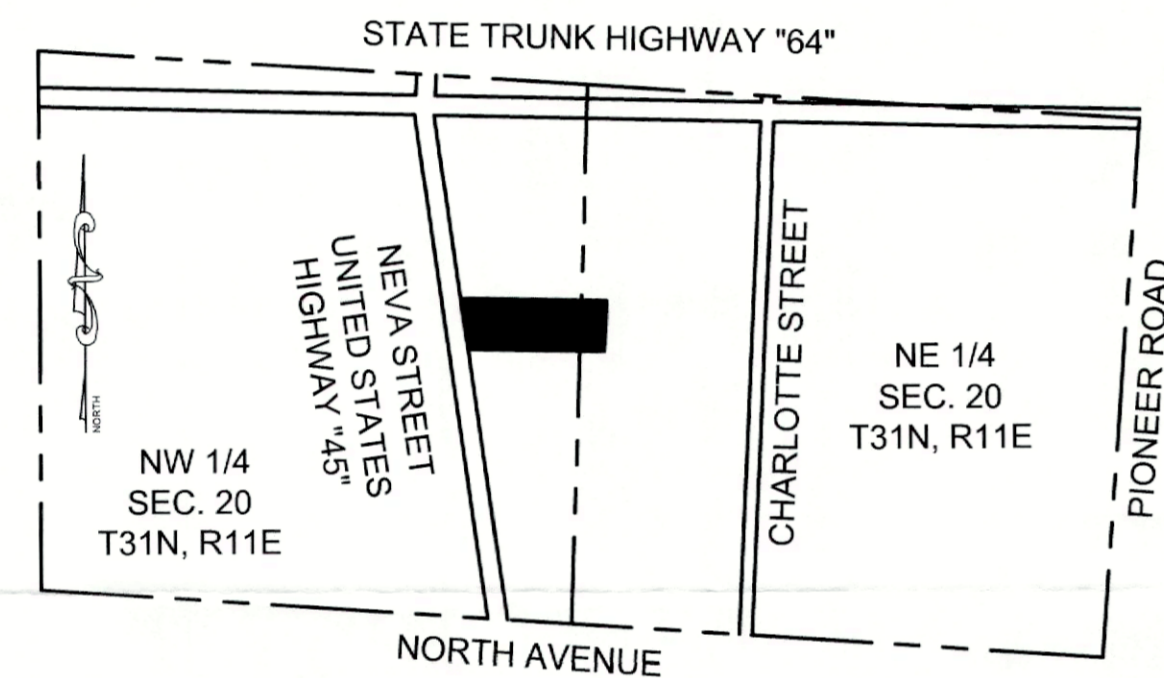 STATE TRUNK HIGHWAY "64"
NEVA STREET
UNITED STATES
HIGHWAY "45"
NORTH
NW 1/4
SEC. 20
T31N, R11E
CHARLOTTE STREET
NE 1/4
SEC. 20
T31N, R11E
PIONEER ROAD
NORTH AVENUE